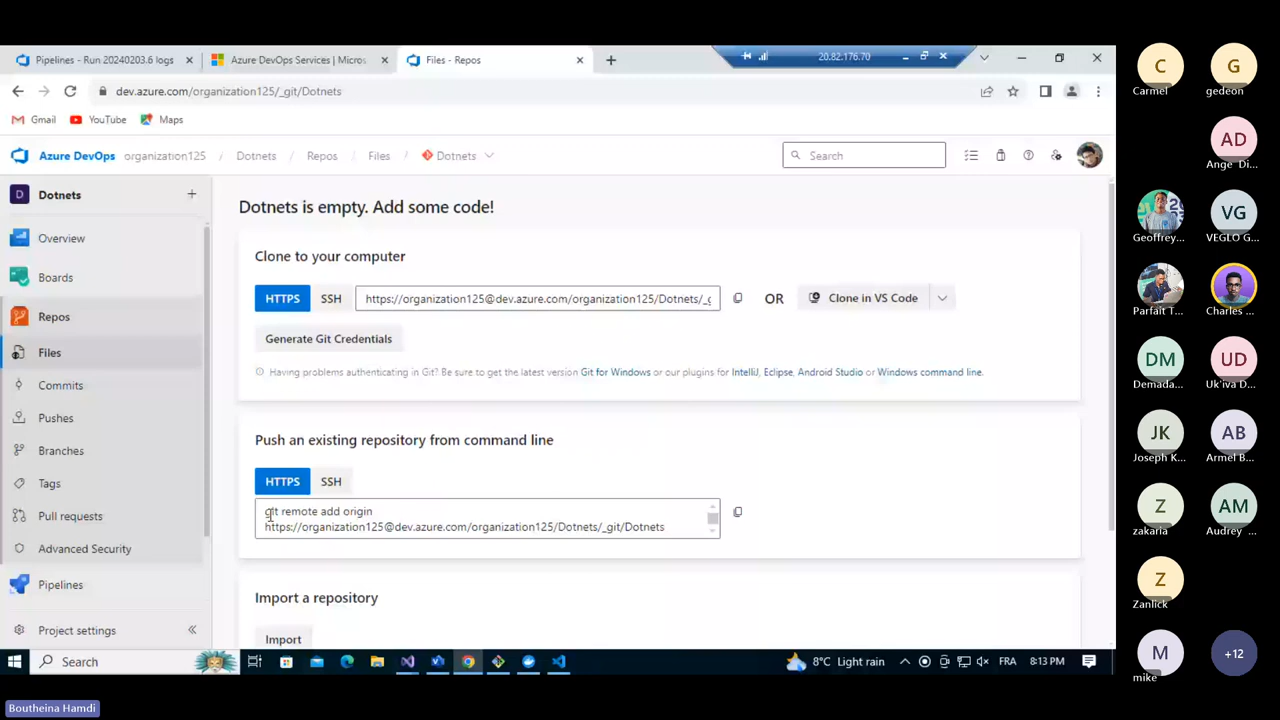 Pipelines - Run 20240203.6 logs
Azure DevOps Services | Micros
Files - Repos
20.82.176.70
dev.azure.com/organization125/_git/Dotnets
Gmail
YouTube
Maps
Azure DevOps
organization125
/
Dotnets
/
Repos
/
Files
/
Dotnets
Search
D
Dotnets
Overview
Boards
Repos
Files
Commits
Pushes
Branches
Tags
Pull requests
Advanced Security
Pipelines
Project settings
Dotnets is empty. Add some code!
Clone to your computer
HTTPS
SSH
https://organization125@dev.azure.com/organization125/Dotnets/_g
OR
Clone in VS Code
Generate Git Credentials
Having problems authenticating in Git? Be sure to get the latest version Git for Windows or our plugins for IntelliJ, Eclipse, Android Studio or Windows command line.
Push an existing repository from command line
HTTPS
SSH
git remote add origin
https://organization125@dev.azure.com/organization125/Dotnets/_git/Dotnets
Import a repository
Import
Search
8°C Light rain
FRA
8:13 PM
C
Carmel
G
gedeon
AD
Ange Di...
Geoffrey...
VG
VEGLO G...
Parfait T...
Charles ...
DM
Demada...
UD
Uk'iva D...
JK
Joseph K...
AB
Armel B...
Z
zakaria
AM
Audrey ...
Z
Zanlick
M
mike
+12
Boutheina Hamdi